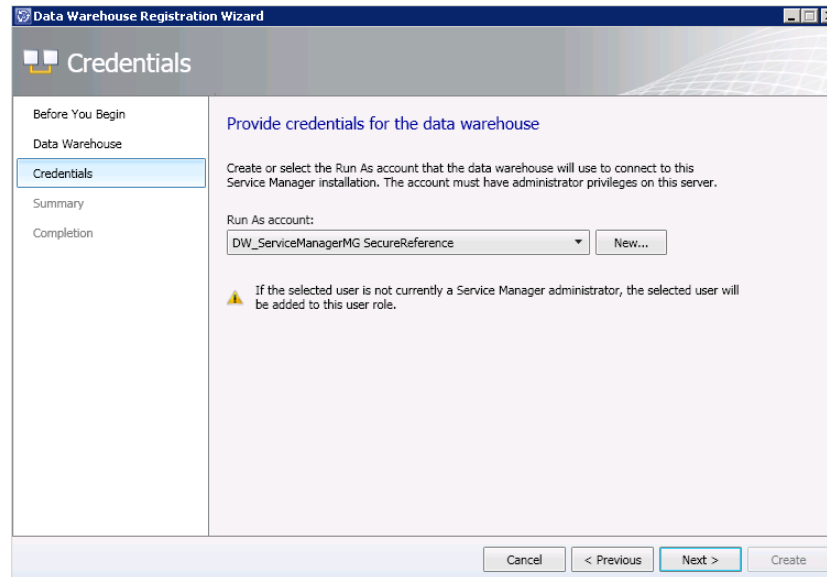 Data Warehouse Registration Wizard
Credentials
Before You Begin
Data Warehouse
Credentials
Summary
Completion
Provide credentials for the data warehouse
Create or select the Run As account that the data warehouse will use to connect to this
Service Manager installation. The account must have administrator privileges on this server.
Run As account:
DW_ServiceManagerMG SecureReference
New...
If the selected user is not currently a Service Manager administrator, the selected user will
be added to this user role.
Cancel
< Previous
Next >
Create